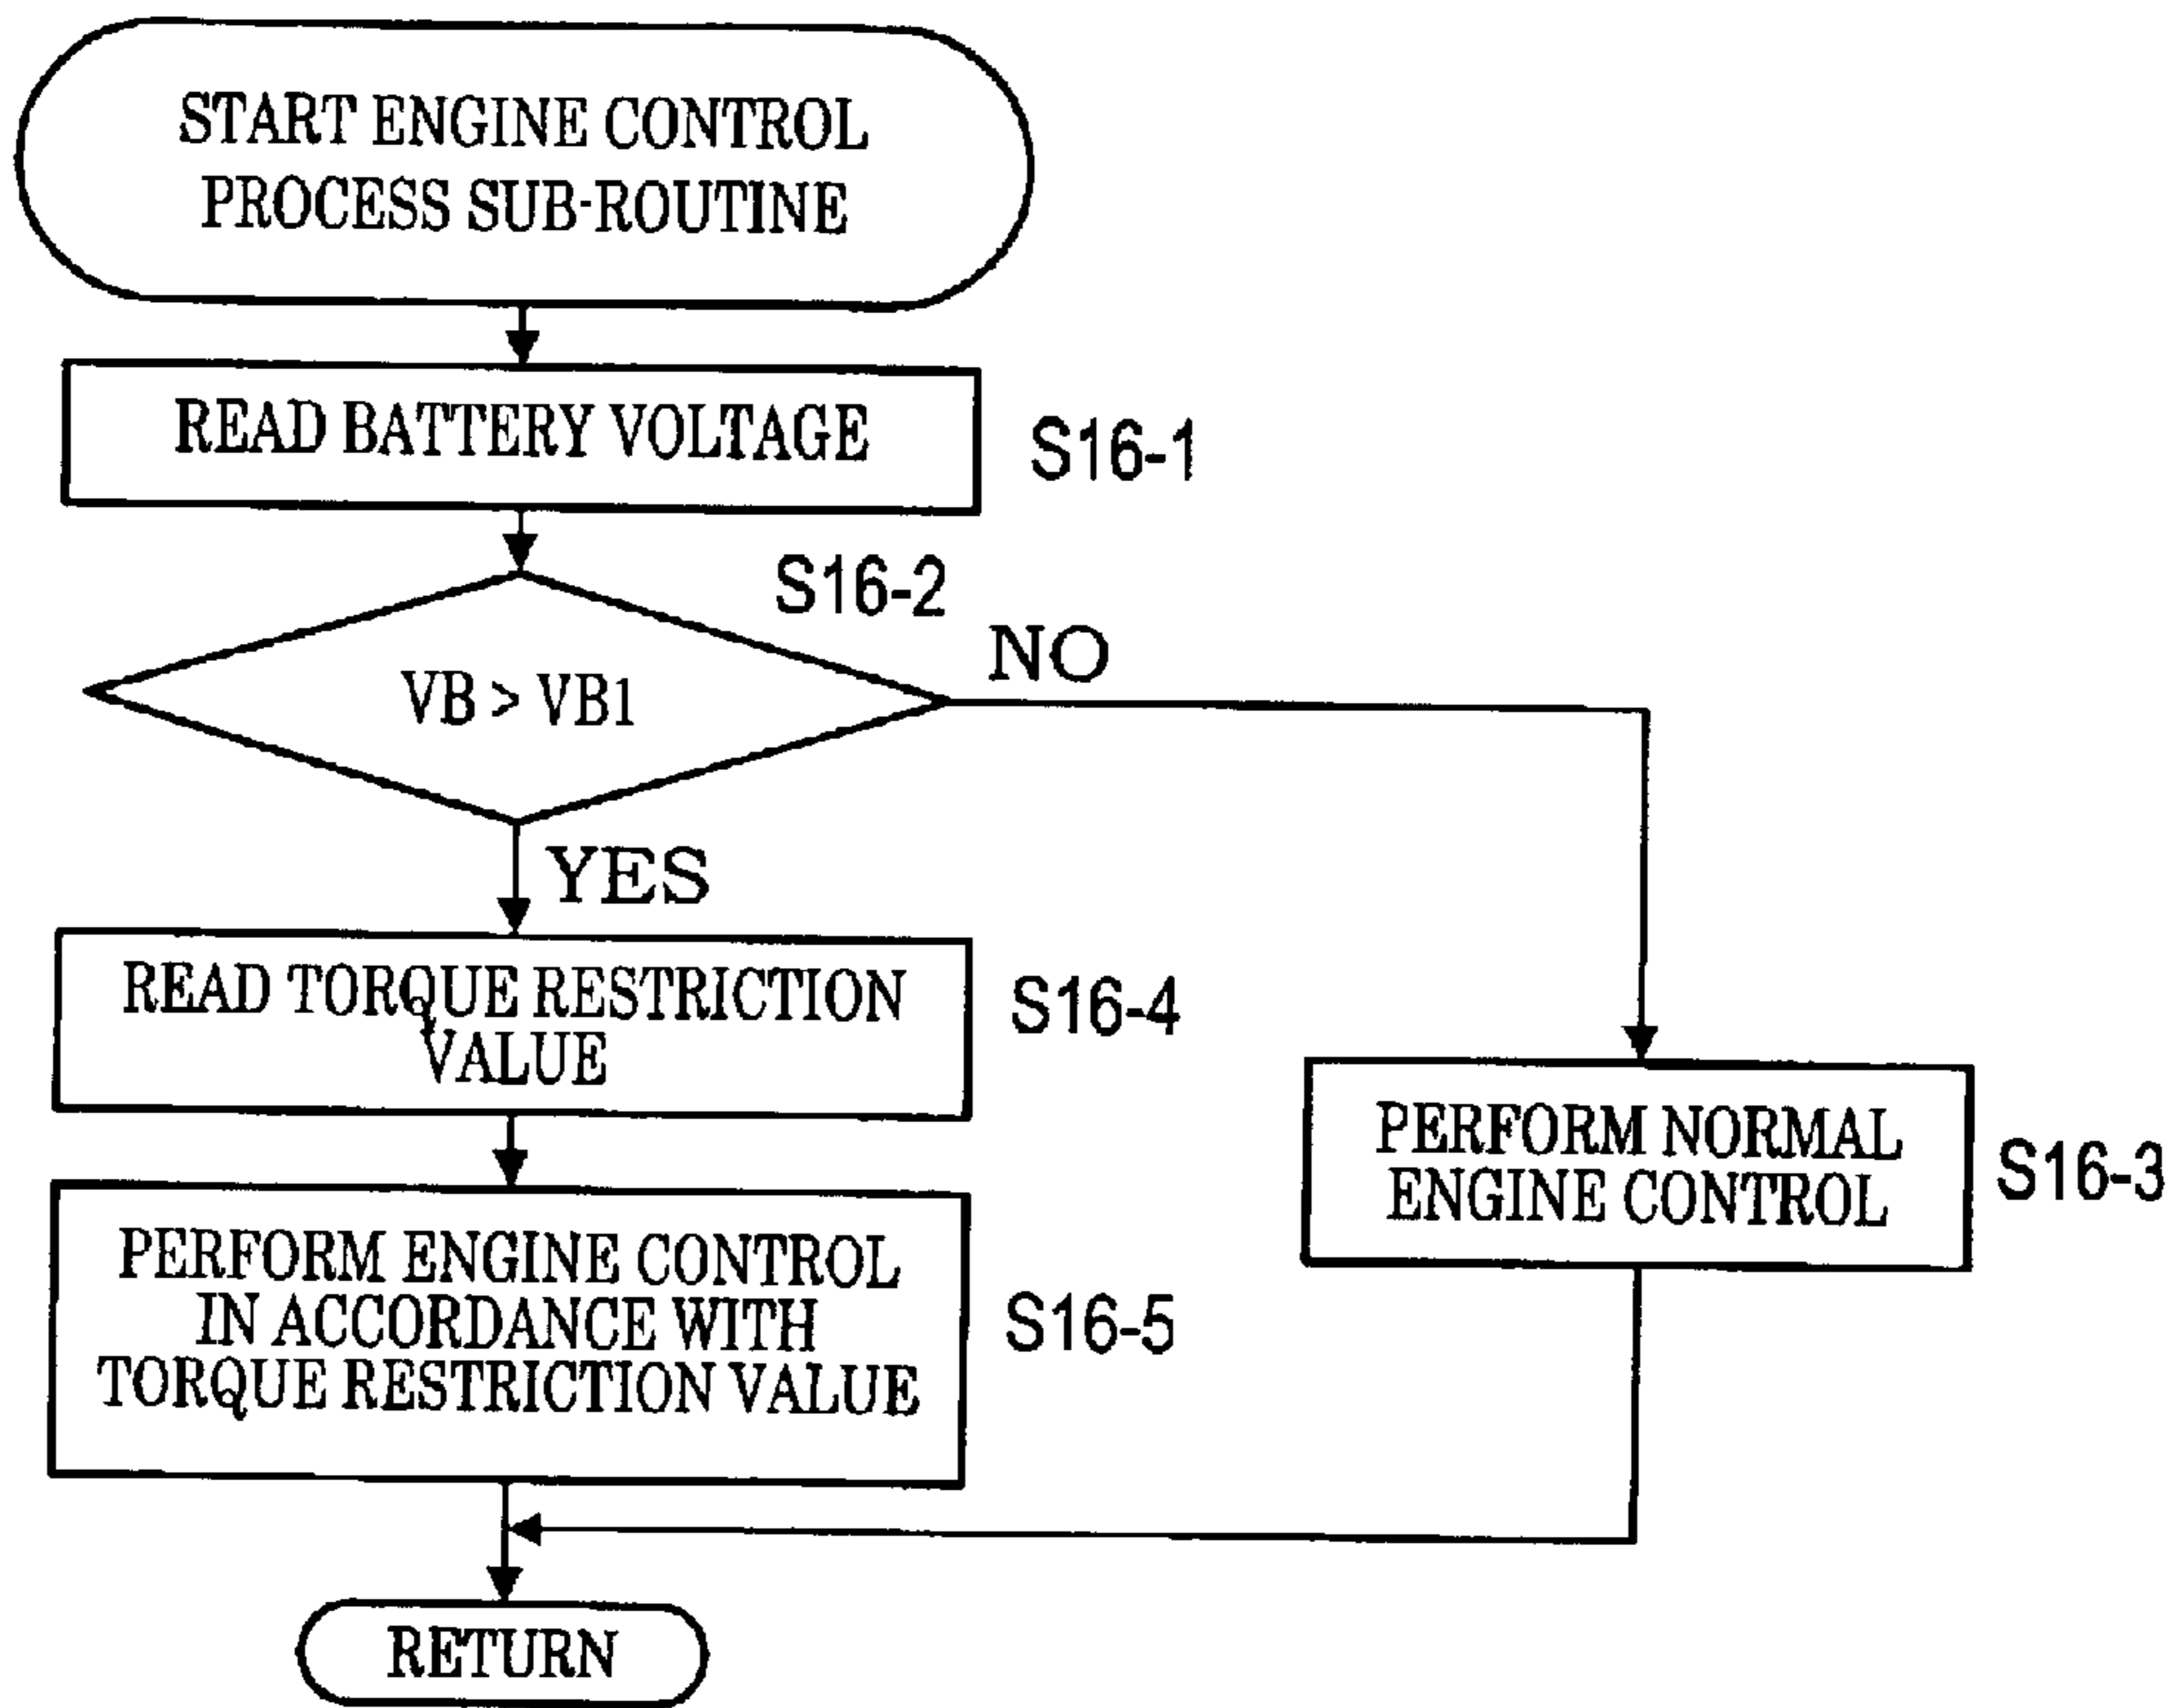 START ENGINE CONTROL
PROCESS SUB-ROUTINE
READ BATTERY VOLTAGE
S16-1
S16-2
VB > VB1
NO
YES
READ TORQUE RESTRICTION
VALUE
S16-4
PERFORM NORMAL
ENGINE CONTROL
S16-3
PERFORM ENGINE CONTROL
IN ACCORDANCE WITH
TORQUE RESTRICTION VALUE
S16-5
RETURN